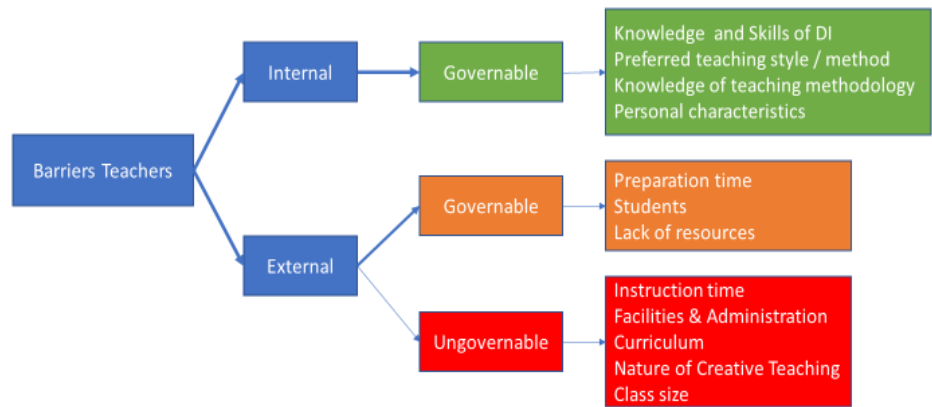 Barriers Teachers
Internal
Governable
Knowledge and Skills of DI
Preferred teaching style / method
Knowledge of teaching methodology
Personal characteristics
External
Governable
Preparation time
Students
Lack of resources
Ungovernable
Instruction time
Facilities & Administration
Curriculum
Nature of Creative Teaching
Class size